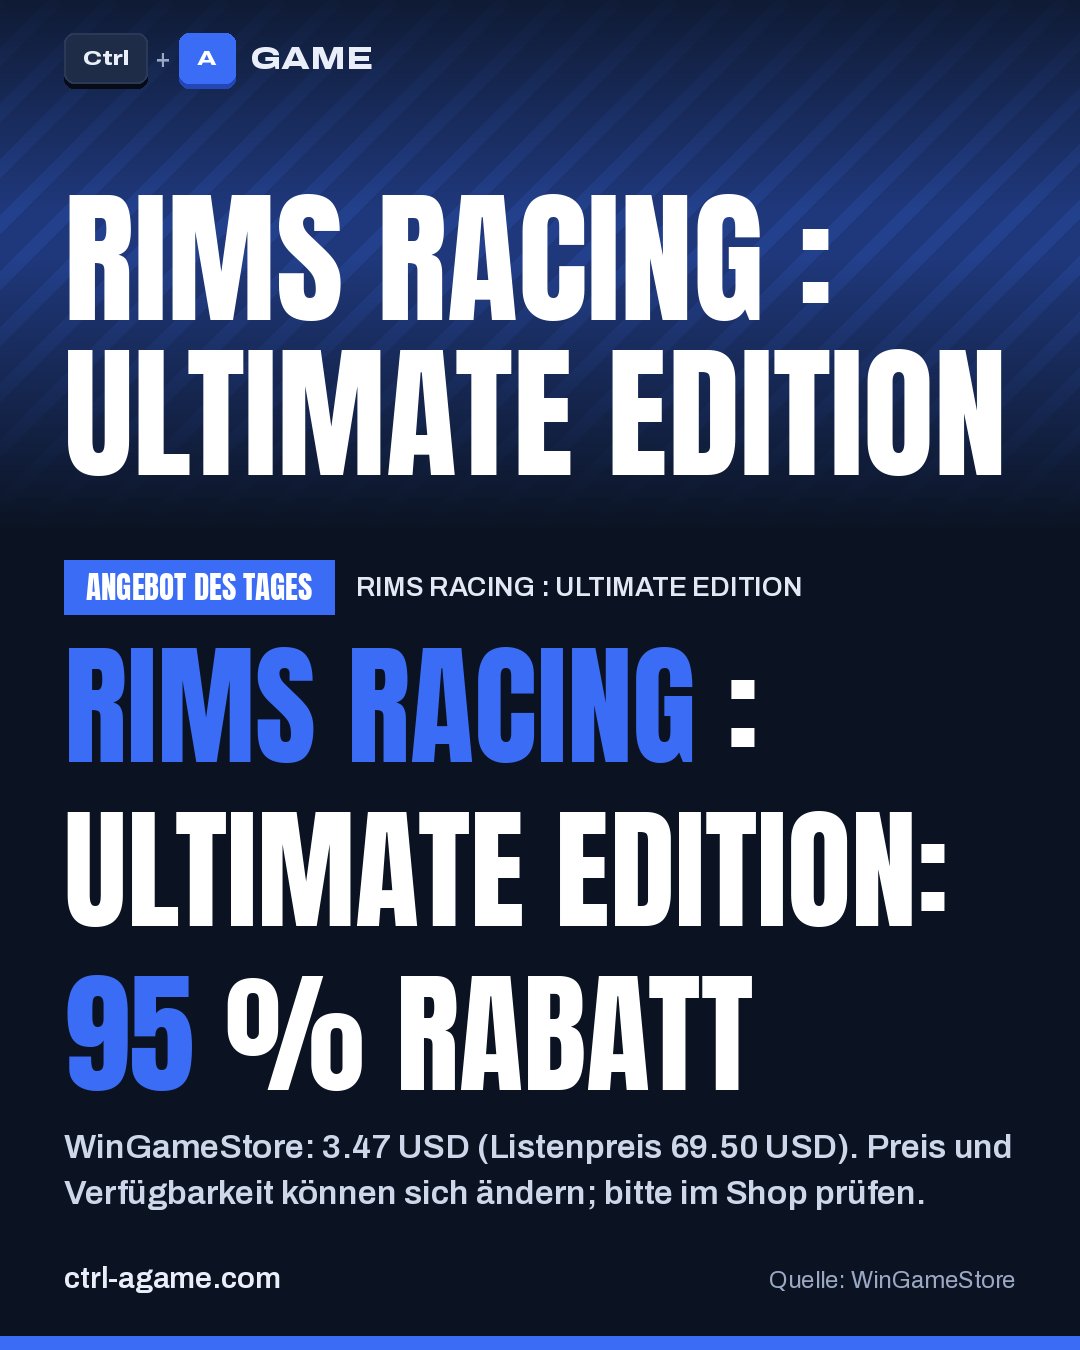 Ctrl + A GAME
RIMS RACING :
ULTIMATE EDITION
ANGEBOT DES TAGES RIMS RACING : ULTIMATE EDITION
RIMS RACING :
ULTIMATE EDITION:
95 % RABATT
WinGameStore: 3.47 USD (Listenpreis 69.50 USD). Preis und
Verfügbarkeit können sich ändern; bitte im Shop prüfen.
ctrl-agame.com Quelle: WinGameStore